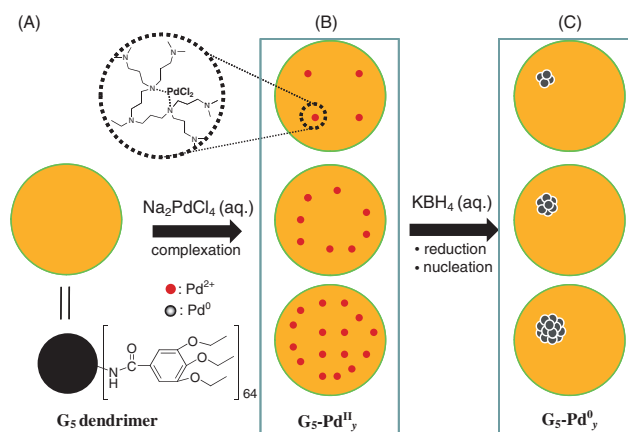 (A)
(B)
(C)
N
N
N
PdCl₂
N
N
N
Na₂PdCl₄ (aq.)
complexation
KBH₄ (aq.)
• reduction
• nucleation
: Pd²⁺
: Pd⁰
O
O
O
O
N
H
64
G₅ dendrimer
G₅-Pdᴵᴵy
G₅-Pd⁰y